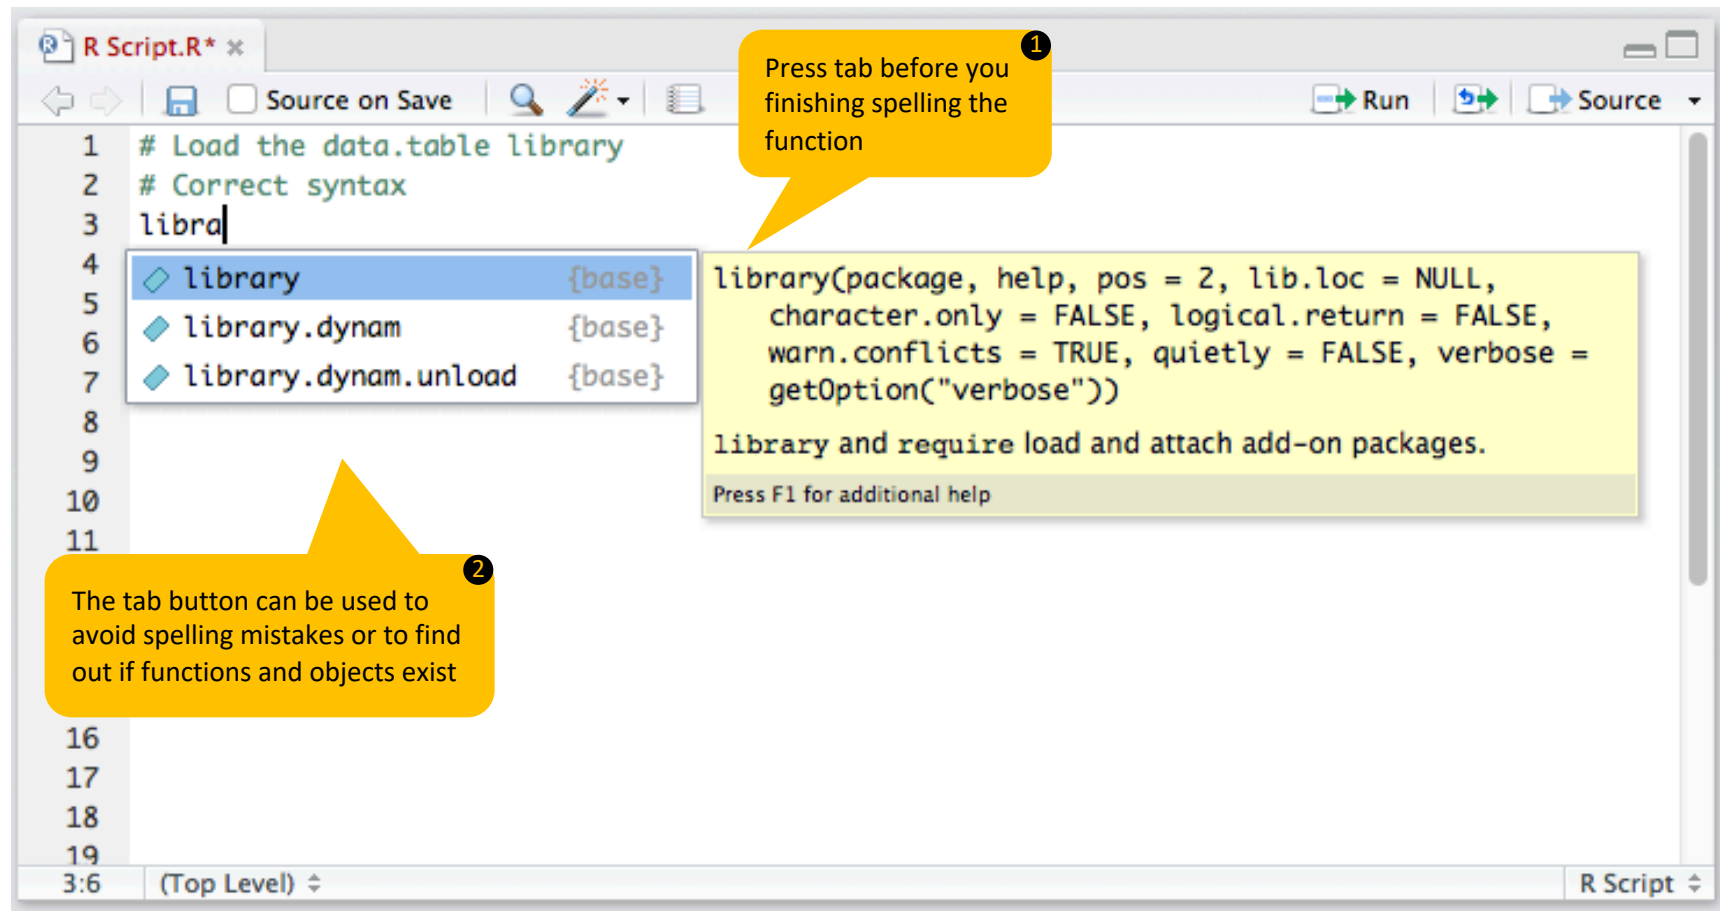 R Script.R*
Source on Save
Run
Source
1 # Load the data.table library
2 # Correct syntax
3 libra
4
5
6
7
8
9
10
11
16
17
18
19
library {base}
library.dynam {base}
library.dynam.unload {base}
library(package, help, pos = 2, lib.loc = NULL,
character.only = FALSE, logical.return = FALSE,
warn.conflicts = TRUE, quietly = FALSE, verbose =
getOption("verbose"))
library and require load and attach add-on packages.
Press F1 for additional help
1
Press tab before you
finishing spelling the
function
2
The tab button can be used to
avoid spelling mistakes or to find
out if functions and objects exist
3:6 (Top Level)
R Script